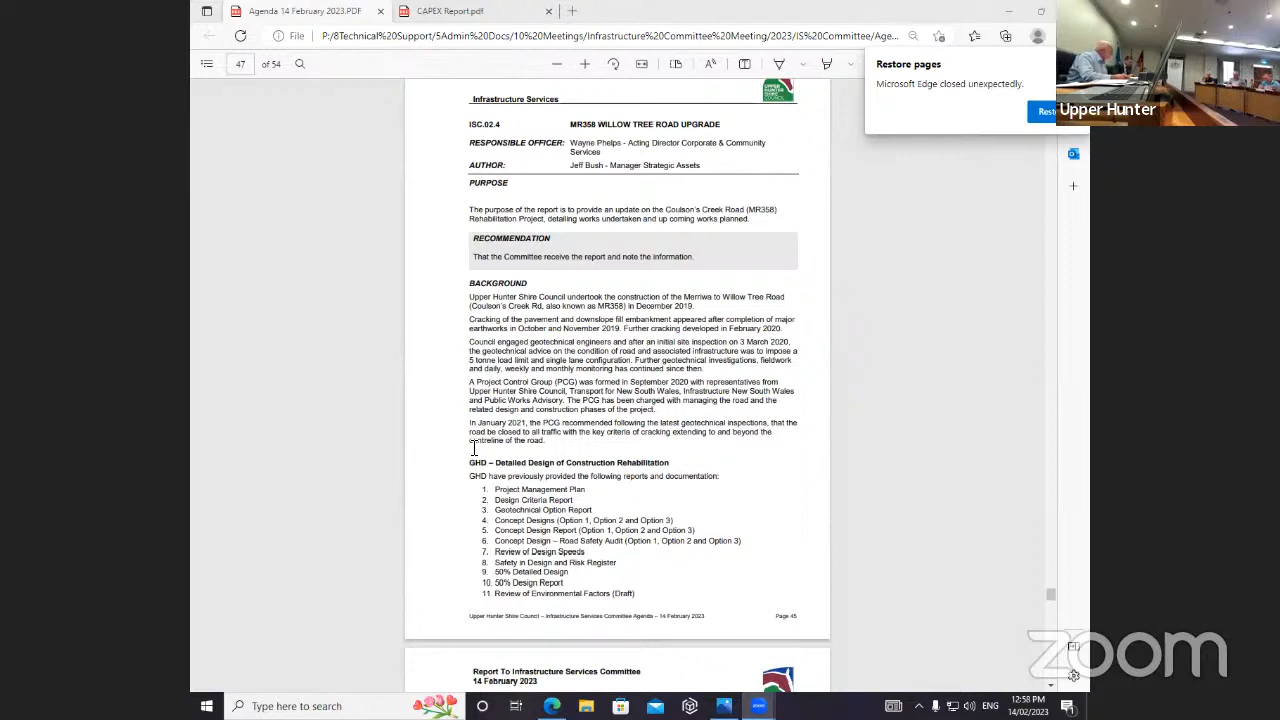 Agenda 14 February 2023.PDF
CAPEX Report.pdf
File
P:/8Technical%20Support/5Admin%20Docs/10%20Meetings/Infrastructure%20Committee%20Meeting/2023/IS%20Committee/Age...
47 of 54
Restore pages
Microsoft Edge closed unexpectedly.
Upper Hunter
UPPER
HUNTER
SHIRE
COUNCIL
Infrastructure Services
ISC.02.4 MR358 WILLOW TREE ROAD UPGRADE
RESPONSIBLE OFFICER: Wayne Phelps - Acting Director Corporate & Community
Services
AUTHOR: Jeff Bush - Manager Strategic Assets
PURPOSE
The purpose of the report is to provide an update on the Coulson's Creek Road (MR358)
Rehabilitation Project, detailing works undertaken and up coming works planned.
RECOMMENDATION
That the Committee receive the report and note the information.
BACKGROUND
Upper Hunter Shire Council undertook the construction of the Merriwa to Willow Tree Road
(Coulson's Creek Rd, also known as MR358) in December 2019.
Cracking of the pavement and downslope fill embankment appeared after completion of major
earthworks in October and November 2019. Further cracking developed in February 2020.
Council engaged geotechnical engineers and after an initial site inspection on 3 March 2020,
the geotechnical advice on the condition of road and associated infrastructure was to impose a
5 tonne load limit and single lane configuration. Further geotechnical investigations, fieldwork
and daily, weekly and monthly monitoring has continued since then.
A Project Control Group (PCG) was formed in September 2020 with representatives from
Upper Hunter Shire Council, Transport for New South Wales, Infrastructure New South Wales
and Public Works Advisory. The PCG has been charged with managing the road and the
related design and construction phases of the project.
In January 2021, the PCG recommended following the latest geotechnical inspections, that the
road be closed to all traffic with the key criteria of cracking extending to and beyond the
centreline of the road.
GHD – Detailed Design of Construction Rehabilitation
GHD have previously provided the following reports and documentation:
1. Project Management Plan
2. Design Criteria Report
3. Geotechnical Option Report
4. Concept Designs (Option 1, Option 2 and Option 3)
5. Concept Design Report (Option 1, Option 2 and Option 3)
6. Concept Design – Road Safety Audit (Option 1, Option 2 and Option 3)
7. Review of Design Speeds
8. Safety in Design and Risk Register
9. 50% Detailed Design
10. 50% Design Report
11. Review of Environmental Factors (Draft)
Upper Hunter Shire Council – Infrastructure Services Committee Agenda – 14 February 2023 Page 45
Report To Infrastructure Services Committee
14 February 2023
zoom
Type here to search
ENG
12:58 PM
14/02/2023